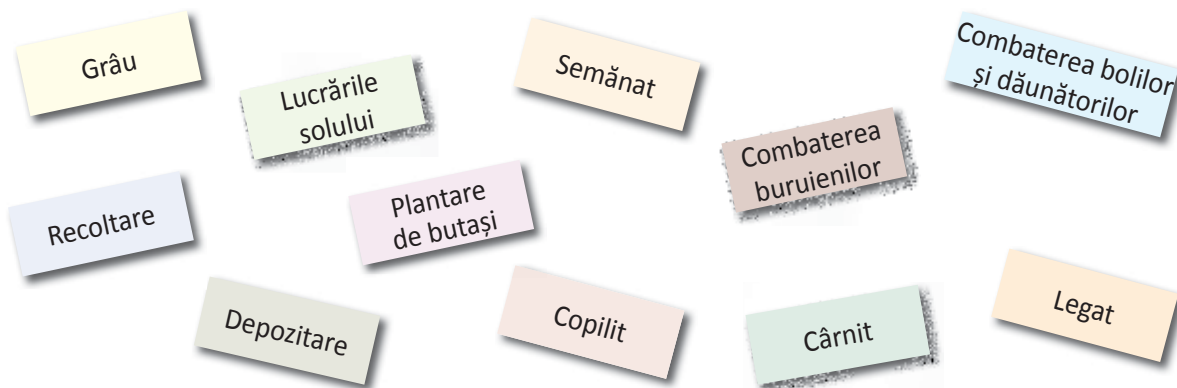 Grâu
Lucrările
solului
Semănat
Combaterea bolilor
și dăunătorilor
Combaterea
buruienilor
Recoltare
Plantare
de butași
Depozitare
Copilit
Cârnit
Legat